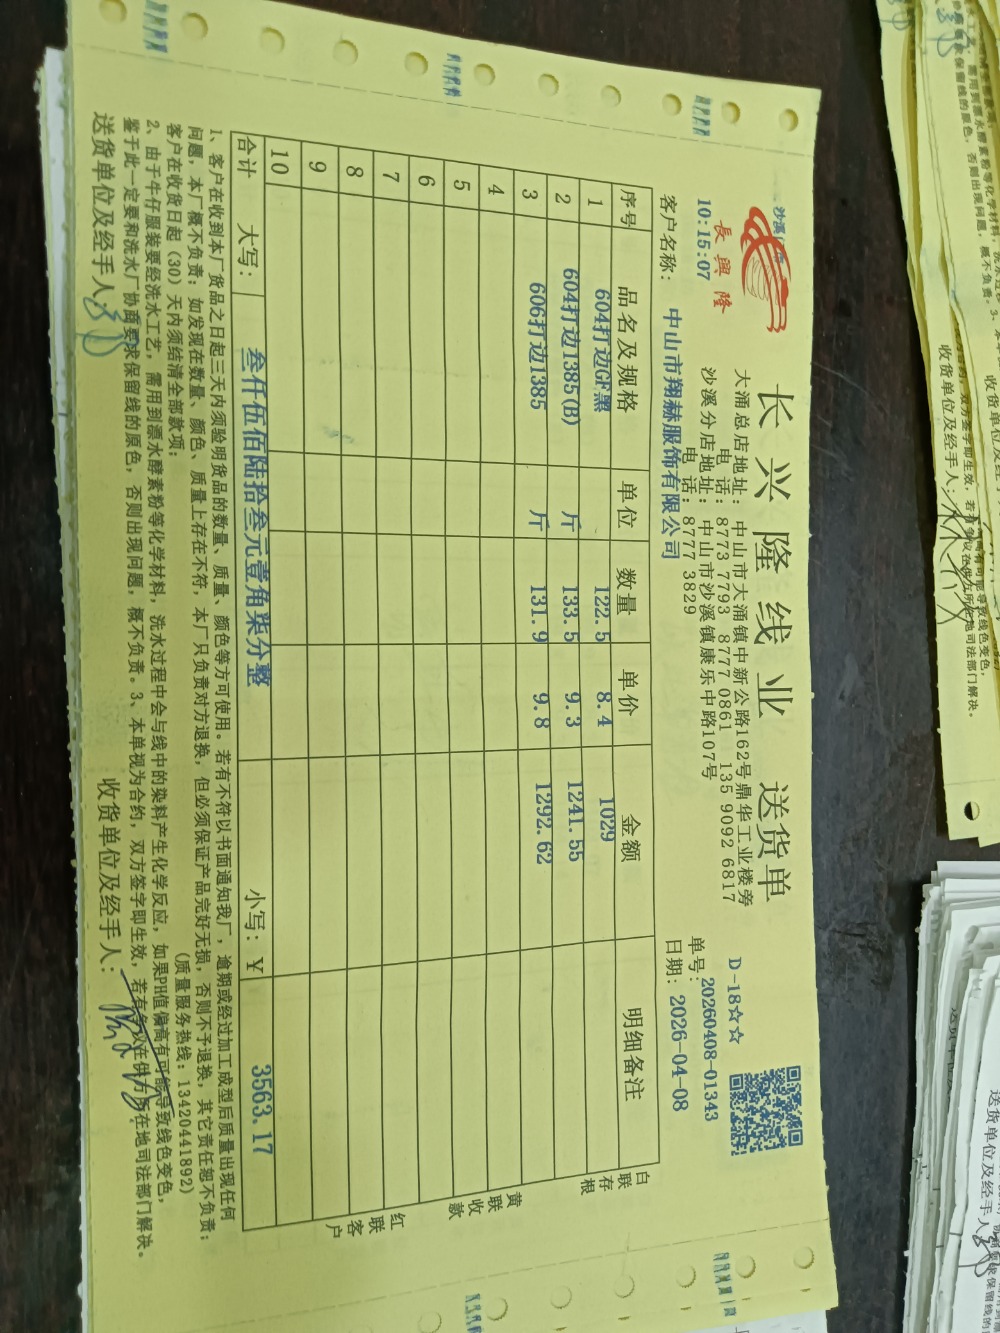 長興隆
长兴隆线业 送货单
D-18☆☆
大涌总店地址: 中山市大涌镇中新公路162号鼎华工业楼旁
电话: 8773 7793 8777 0861 135 9092 6817
沙溪分店地址: 中山市沙溪镇康乐中路107号
电话: 8777 3829
10:15:07
单号: 20260408-01343
客户名称: 中山市翔赫服饰有限公司
日期: 2026-04-08
序号 品名及规格 单位 数量 单价 金额 明细备注
1 604打边GF黑 122.5 8.4 1029
2 604打边1385(B) 斤 133.5 9.3 1241.55
3 606打边1385 斤 131.9 9.8 1292.62
4
5
6
7
8
9
10
合计 大写: 叁仟伍佰陆拾叁元壹角柒分整 小写: ¥ 3563.17
白联存根
黄联收款
红联客户
1、客户在收到本厂货品之日起三天内须验明货品的数量、质量、颜色等方可使用。若有不符以书面通知我厂，逾期或经过加工成型后质量出现任何
问题，本厂概不负责；如发现在数量、颜色、质量上存在不符，本厂只负责对方退换，但必须保证产品完好无损，否则不予退换，其它责任恕不负责；
客户在收货日起（30）天内须结清全部款项； （质量服务热线：13420441892）
2、由于牛仔服装要经洗水工艺，需用到漂水酵素粉等化学材料，洗水过程中会与线中的染料产生化学反应，如果PH值偏高有可能导致线色变色，
鉴于此一定要和洗水厂协商要求保留线的原色，否则出现问题，概不负责。3、本单视为合约，双方签字即生效，若有争议在供方所在地司法部门解决。
送货单位及经手人:
收货单位及经手人:
收货单位及经手人:
送货单位及经手人: